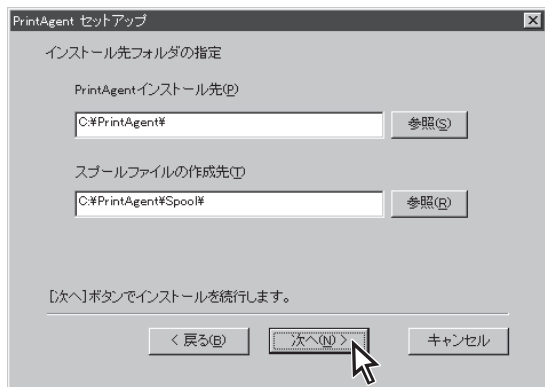 PrintAgent セットアップ
インストール先フォルダの指定
PrintAgentインストール先(P)
C:¥PrintAgent¥
参照(S)
スプールファイルの作成先(T)
C:¥PrintAgent¥Spool¥
参照(R)
[次へ]ボタンでインストールを続行します。
< 戻る(B)
次へ(N) >
キャンセル